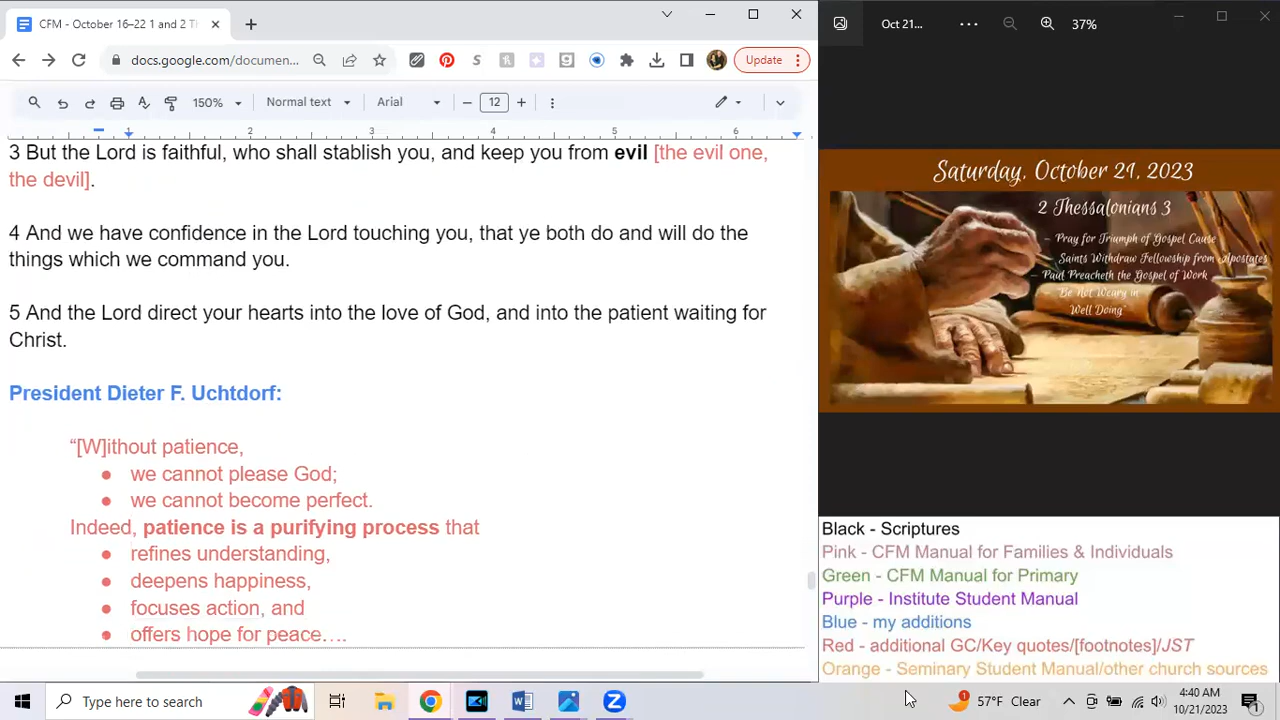 CFM - October 16–22 1 and 2 Th
docs.google.com/documen...
Update
150%
Normal text
Arial
12
1
2
3
4
5
6
3 But the Lord is faithful, who shall stablish you, and keep you from evil [the evil one,
the devil].
4 And we have confidence in the Lord touching you, that ye both do and will do the
things which we command you.
5 And the Lord direct your hearts into the love of God, and into the patient waiting for
Christ.
President Dieter F. Uchtdorf:
“[W]ithout patience,
● we cannot please God;
● we cannot become perfect.
Indeed, patience is a purifying process that
● refines understanding,
● deepens happiness,
● focuses action, and
● offers hope for peace….
Oct 21...
37%
Saturday, October 21, 2023
2 Thessalonians 3
– Pray for Triumph of Gospel Cause
– Saints Withdraw Fellowship from Apostates
– Paul Preacheth the Gospel of Work
– Be Not Weary in
Well Doing"
Black - Scriptures
Pink - CFM Manual for Families & Individuals
Green - CFM Manual for Primary
Purple - Institute Student Manual
Blue - my additions
Red - additional GC/Key quotes/[footnotes]/JST
Orange - Seminary Student Manual/other church sources
Type here to search
1
57°F Clear
4:40 AM
10/21/2023
1